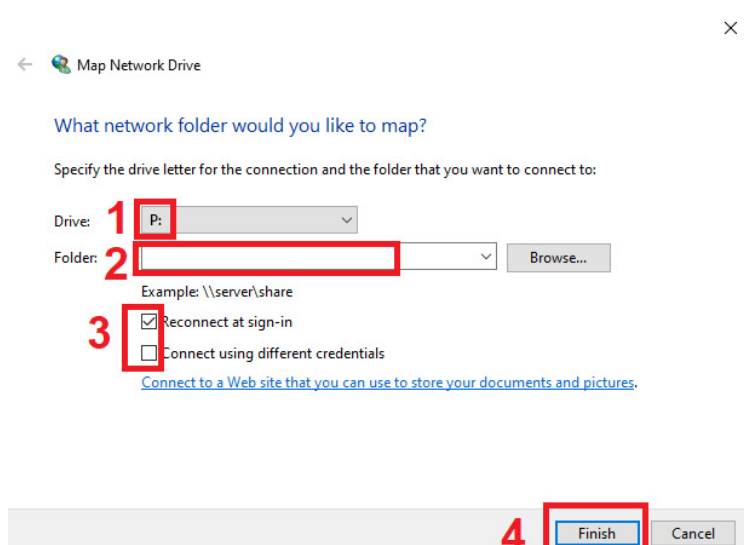 Map Network Drive
What network folder would you like to map?
Specify the drive letter for the connection and the folder that you want to connect to:
Drive: 1 P:
Folder: 2 Browse...
Example: \\server\share
3 Reconnect at sign-in
Connect using different credentials
Connect to a Web site that you can use to store your documents and pictures.
4 Finish Cancel